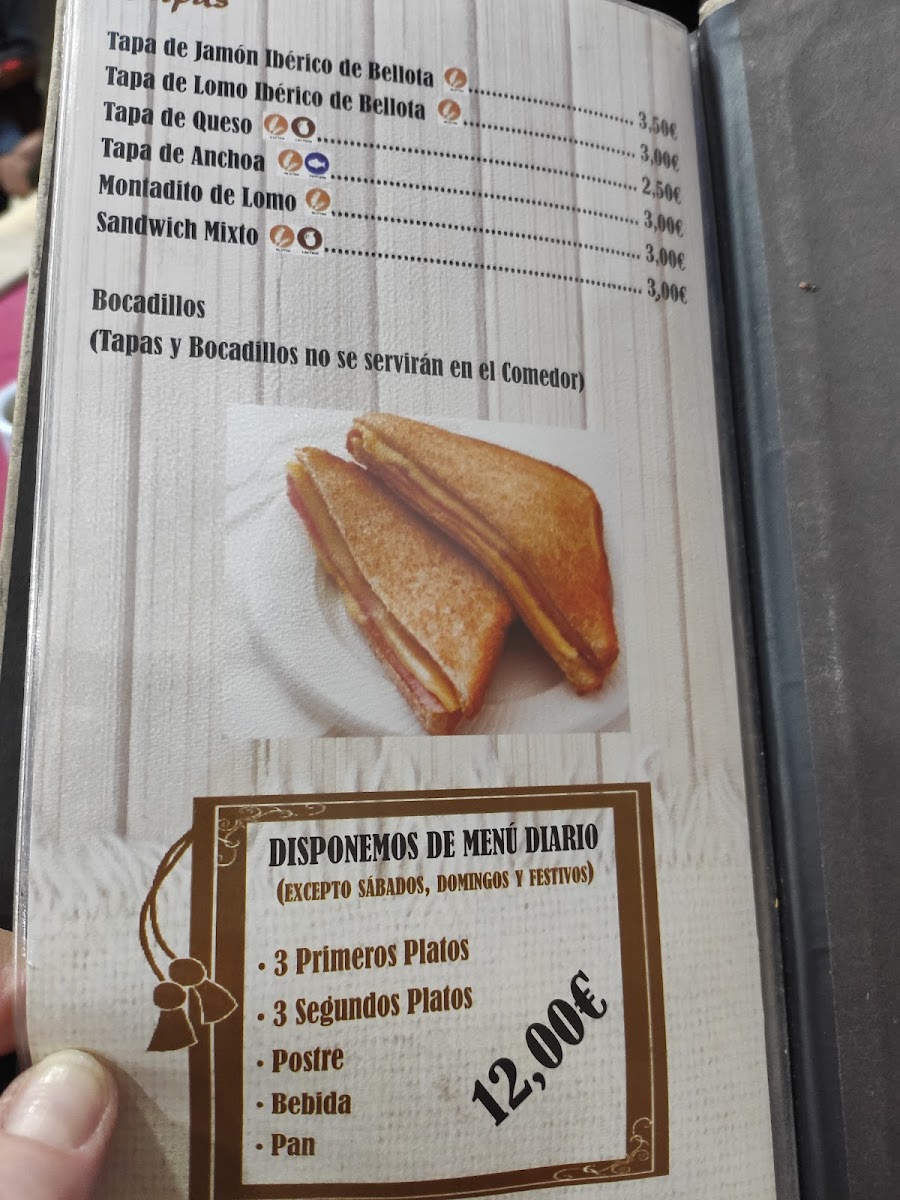 Tapa de Jamón Ibérico de Bellota 3,50€
Tapa de Lomo Ibérico de Bellota 3,00€
Tapa de Queso 2,50€
Tapa de Anchoa 3,00€
Montadito de Lomo 3,00€
Sandwich Mixto 3,00€
Bocadillos
(Tapas y Bocadillos no se servirán en el Comedor)
DISPONEMOS DE MENÚ DIARIO
(EXCEPTO SÁBADOS, DOMINGOS Y FESTIVOS)
· 3 Primeros Platos
· 3 Segundos Platos
· Postre
· Bebida
· Pan
12,00€